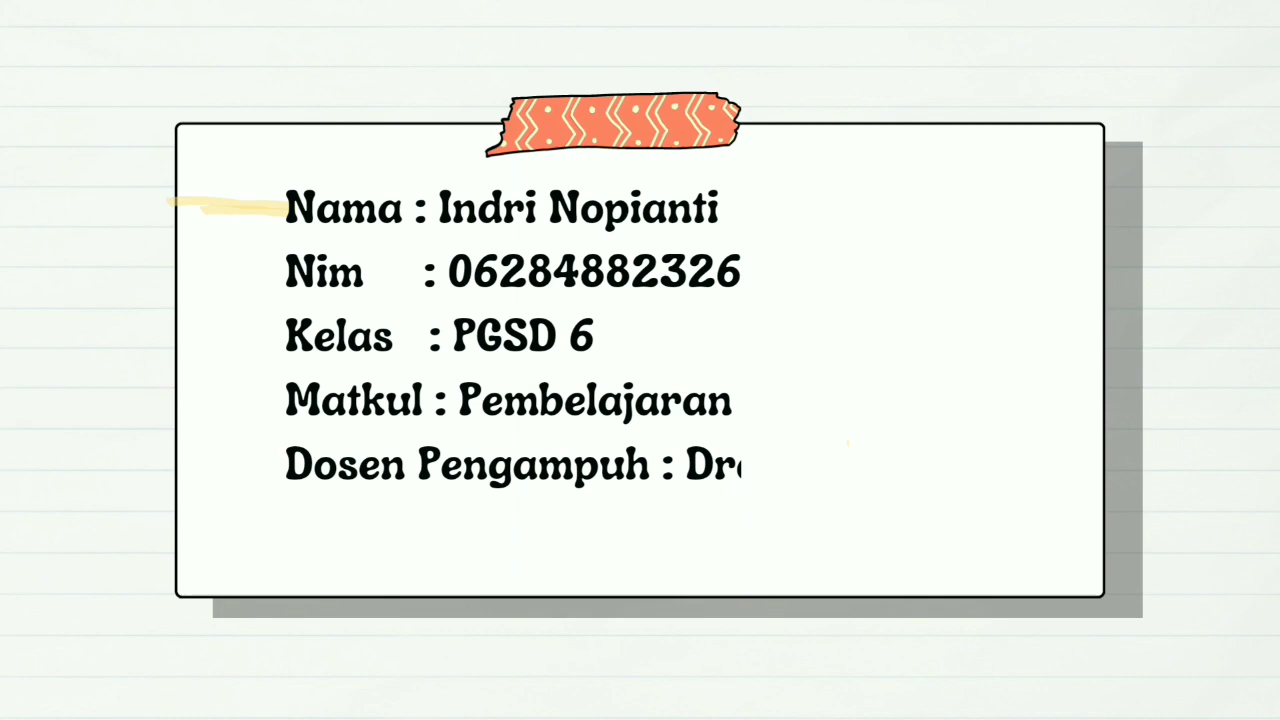 Nama : Indri Nopianti
Nim : 06284882326
Kelas : PGSD 6
Matkul : Pembelajaran
Dosen Pengampuh :